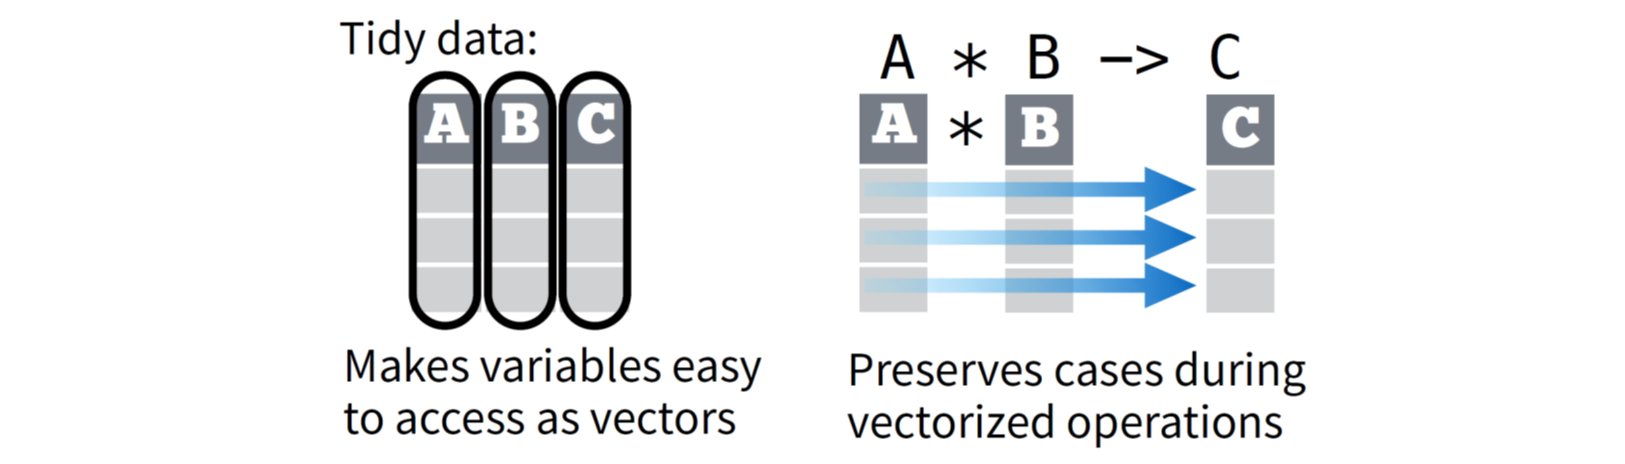 Tidy data:
A B C
Makes variables easy
to access as vectors
A * B -> C
A * B C
Preserves cases during
vectorized operations